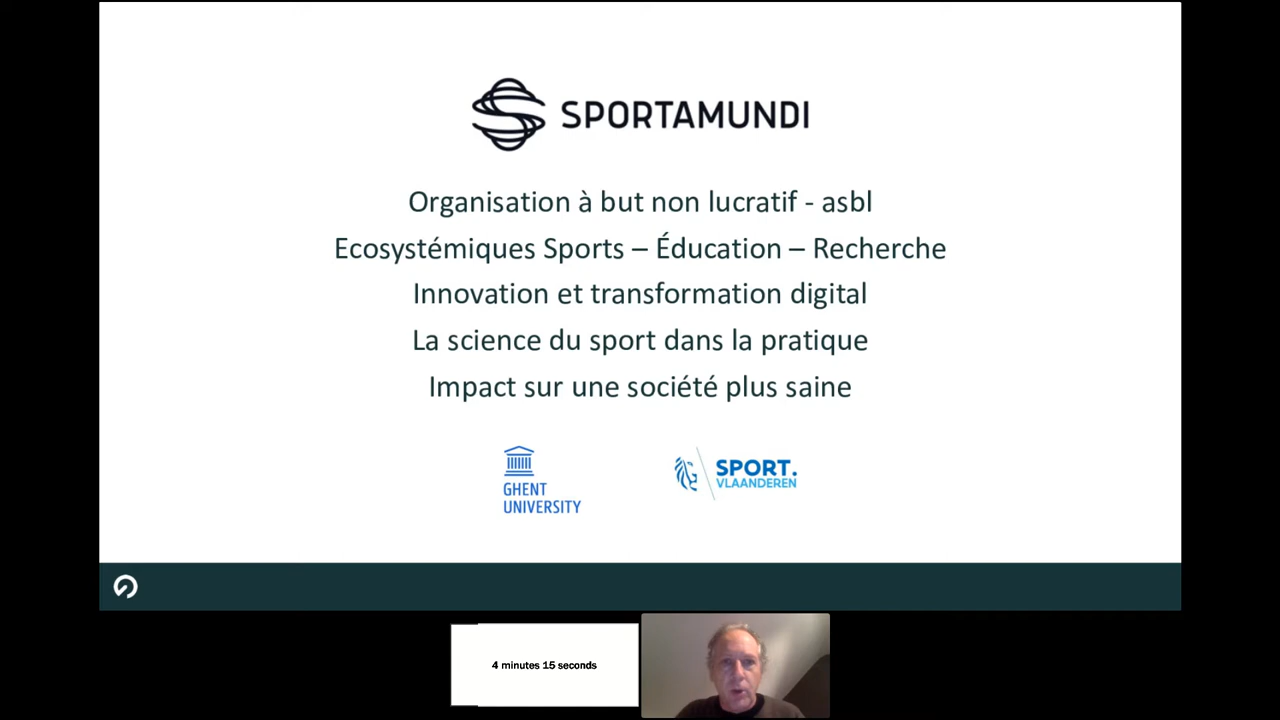 SPORTAMUNDI
Organisation à but non lucratif - asbl
Ecosystémiques Sports – Éducation – Recherche
Innovation et transformation digital
La science du sport dans la pratique
Impact sur une société plus saine
GHENT
UNIVERSITY
SPORT.
VLAANDEREN
4 minutes 15 seconds